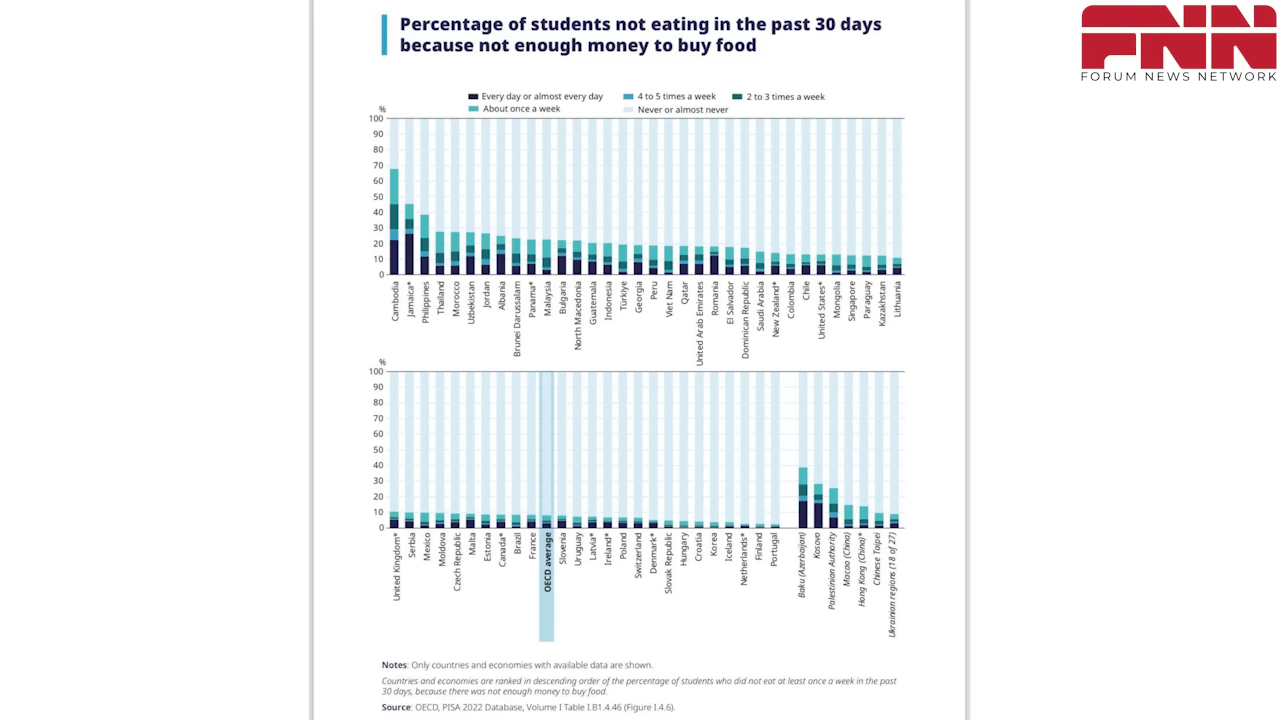 Percentage of students not eating in the past 30 days
because not enough money to buy food
FNN
FORUM NEWS NETWORK
Every day or almost every day
4 to 5 times a week
2 to 3 times a week
About once a week
Never or almost never
%
100
90
80
70
60
50
40
30
20
10
0
Cambodia
Jamaica*
Philippines
Thailand
Morocco
Uzbekistan
Jordan
Albania
Brunei Darussalam
Panama*
Malaysia
Bulgaria
North Macedonia
Guatemala
Indonesia
Türkiye
Georgia
Peru
Viet Nam
Qatar
United Arab Emirates
Romania
El Salvador
Dominican Republic
Saudi Arabia
New Zealand*
Colombia
Chile
United States*
Mongolia
Singapore
Paraguay
Kazakhstan
Lithuania
%
100
90
80
70
60
50
40
30
20
10
0
United Kingdom*
Serbia
Mexico
Moldova
Czech Republic
Malta
Estonia
Canada*
Brazil
France
OECD average
Slovenia
Uruguay
Latvia*
Ireland*
Poland
Switzerland
Denmark*
Slovak Republic
Hungary
Croatia
Korea
Iceland
Netherlands*
Finland
Portugal
Baku (Azerbaijan)
Kosovo
Palestinian Authority
Macao (China)
Hong Kong (China)*
Chinese Taipei
Ukrainian regions (18 of 27)
Notes: Only countries and economies with available data are shown.
Countries and economies are ranked in descending order of the percentage of students who did not eat at least once a week in the past
30 days, because there was not enough money to buy food.
Source: OECD, PISA 2022 Database, Volume I Table I.B1.4.46 (Figure I.4.6).